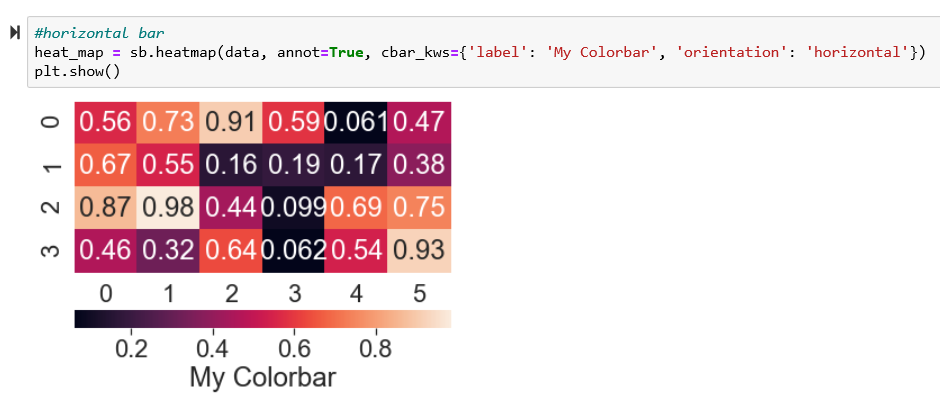 #horizontal bar
heat_map = sb.heatmap(data, annot=True, cbar_kws={'label': 'My Colorbar', 'orientation': 'horizontal'})
plt.show()
0 0.56 0.73 0.91 0.59 0.061 0.47
1 0.67 0.55 0.16 0.19 0.17 0.38
2 0.87 0.98 0.44 0.099 0.69 0.75
3 0.46 0.32 0.64 0.062 0.54 0.93
0 1 2 3 4 5
0.2 0.4 0.6 0.8
My Colorbar